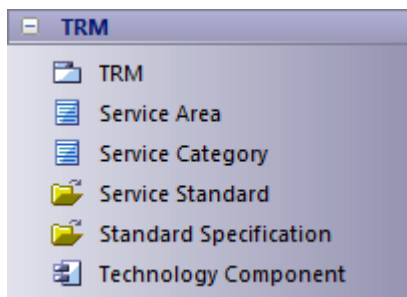 TRM
TRM
Service Area
Service Category
Service Standard
Standard Specification
Technology Component